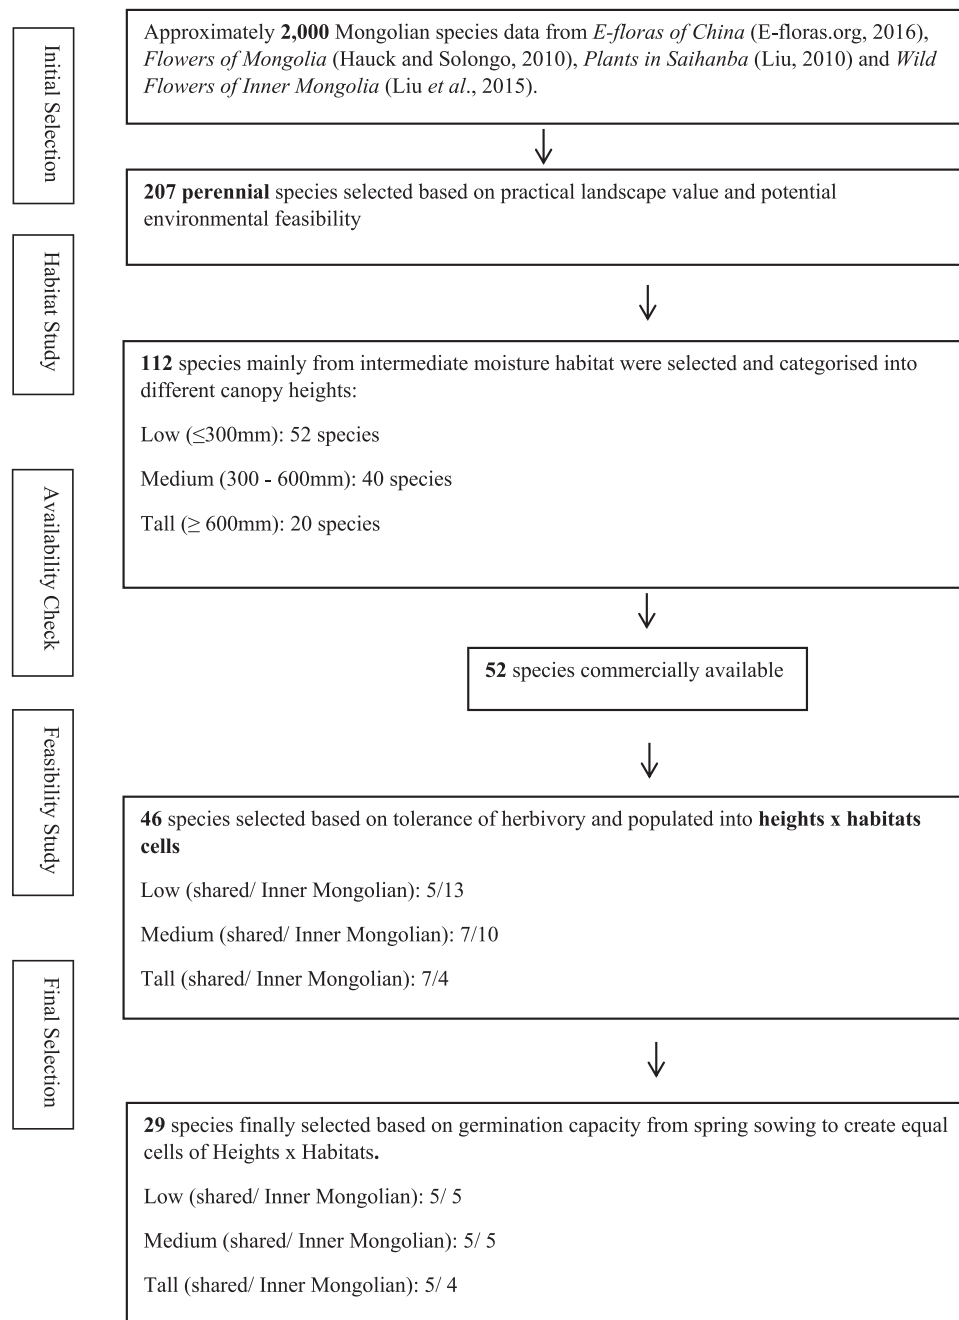 Initial Selection
Approximately 2,000 Mongolian species data from E-floras of China (E-floras.org, 2016),
Flowers of Mongolia (Hauck and Solongo, 2010), Plants in Saihanba (Liu, 2010) and Wild
Flowers of Inner Mongolia (Liu et al., 2015).
207 perennial species selected based on practical landscape value and potential
environmental feasibility
Habitat Study
112 species mainly from intermediate moisture habitat were selected and categorised into
different canopy heights:
Low (≤300mm): 52 species
Medium (300 - 600mm): 40 species
Tall (≥ 600mm): 20 species
Availability Check
52 species commercially available
Feasibility Study
46 species selected based on tolerance of herbivory and populated into heights x habitats
cells
Low (shared/ Inner Mongolian): 5/13
Medium (shared/ Inner Mongolian): 7/10
Tall (shared/ Inner Mongolian): 7/4
Final Selection
29 species finally selected based on germination capacity from spring sowing to create equal
cells of Heights x Habitats.
Low (shared/ Inner Mongolian): 5/ 5
Medium (shared/ Inner Mongolian): 5/ 5
Tall (shared/ Inner Mongolian): 5/ 4